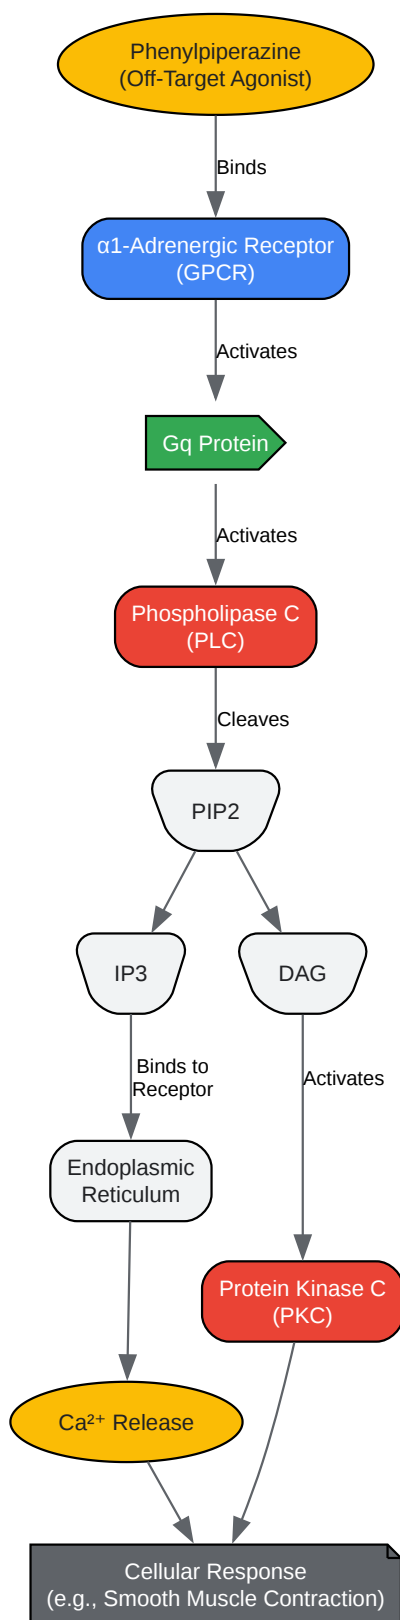 Phenylpiperazine
(Off-Target Agonist)
Binds
α1-Adrenergic Receptor
(GPCR)
Activates
Gq Protein
Activates
Phospholipase C
(PLC)
Cleaves
PIP2
IP3
DAG
Binds to
Receptor
Activates
Endoplasmic
Reticulum
Protein Kinase C
(PKC)
Ca²⁺ Release
Cellular Response
(e.g., Smooth Muscle Contraction)